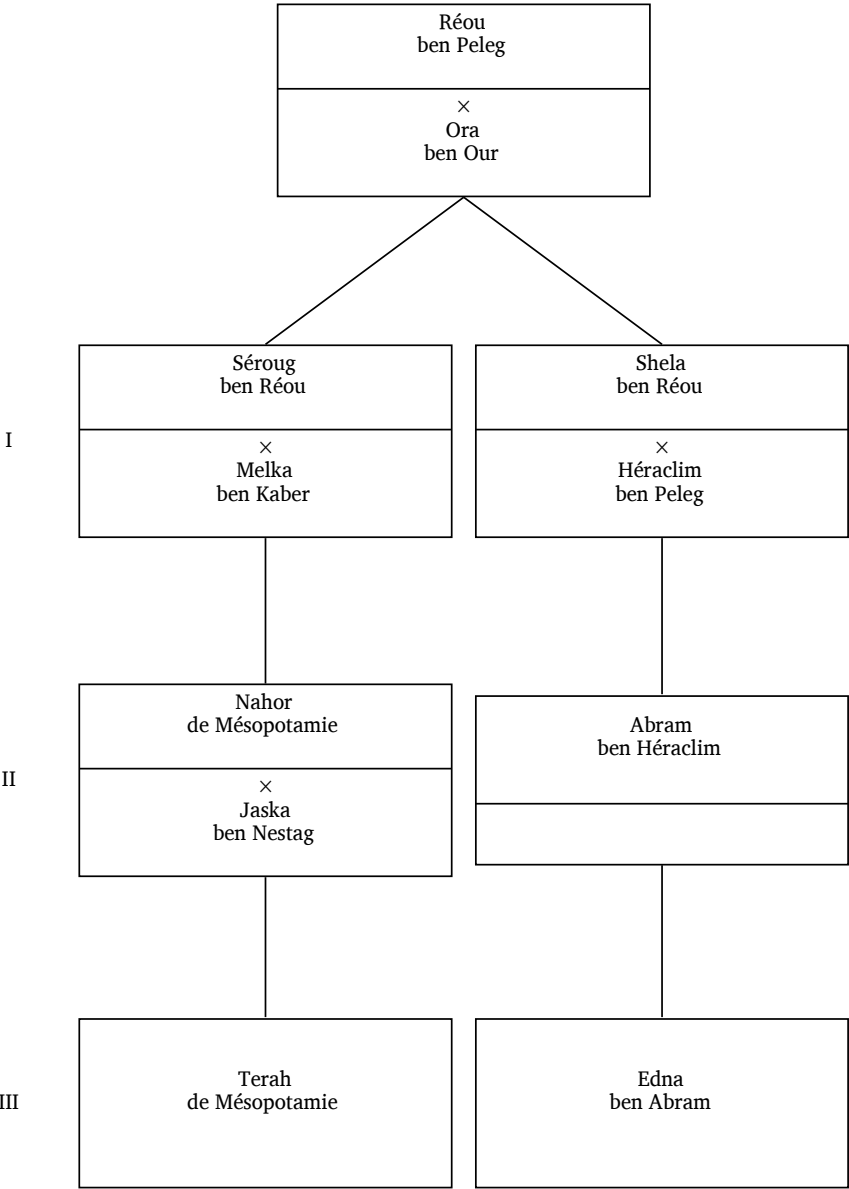 Réou
ben Peleg
×
Ora
ben Our
Séroug
ben Réou
Shela
ben Réou
I
×
Melka
ben Kaber
×
Héraclim
ben Peleg
Nahor
de Mésopotamie
Abram
ben Héraclim
II
×
Jaska
ben Nestag
Terah
de Mésopotamie
Edna
ben Abram
III